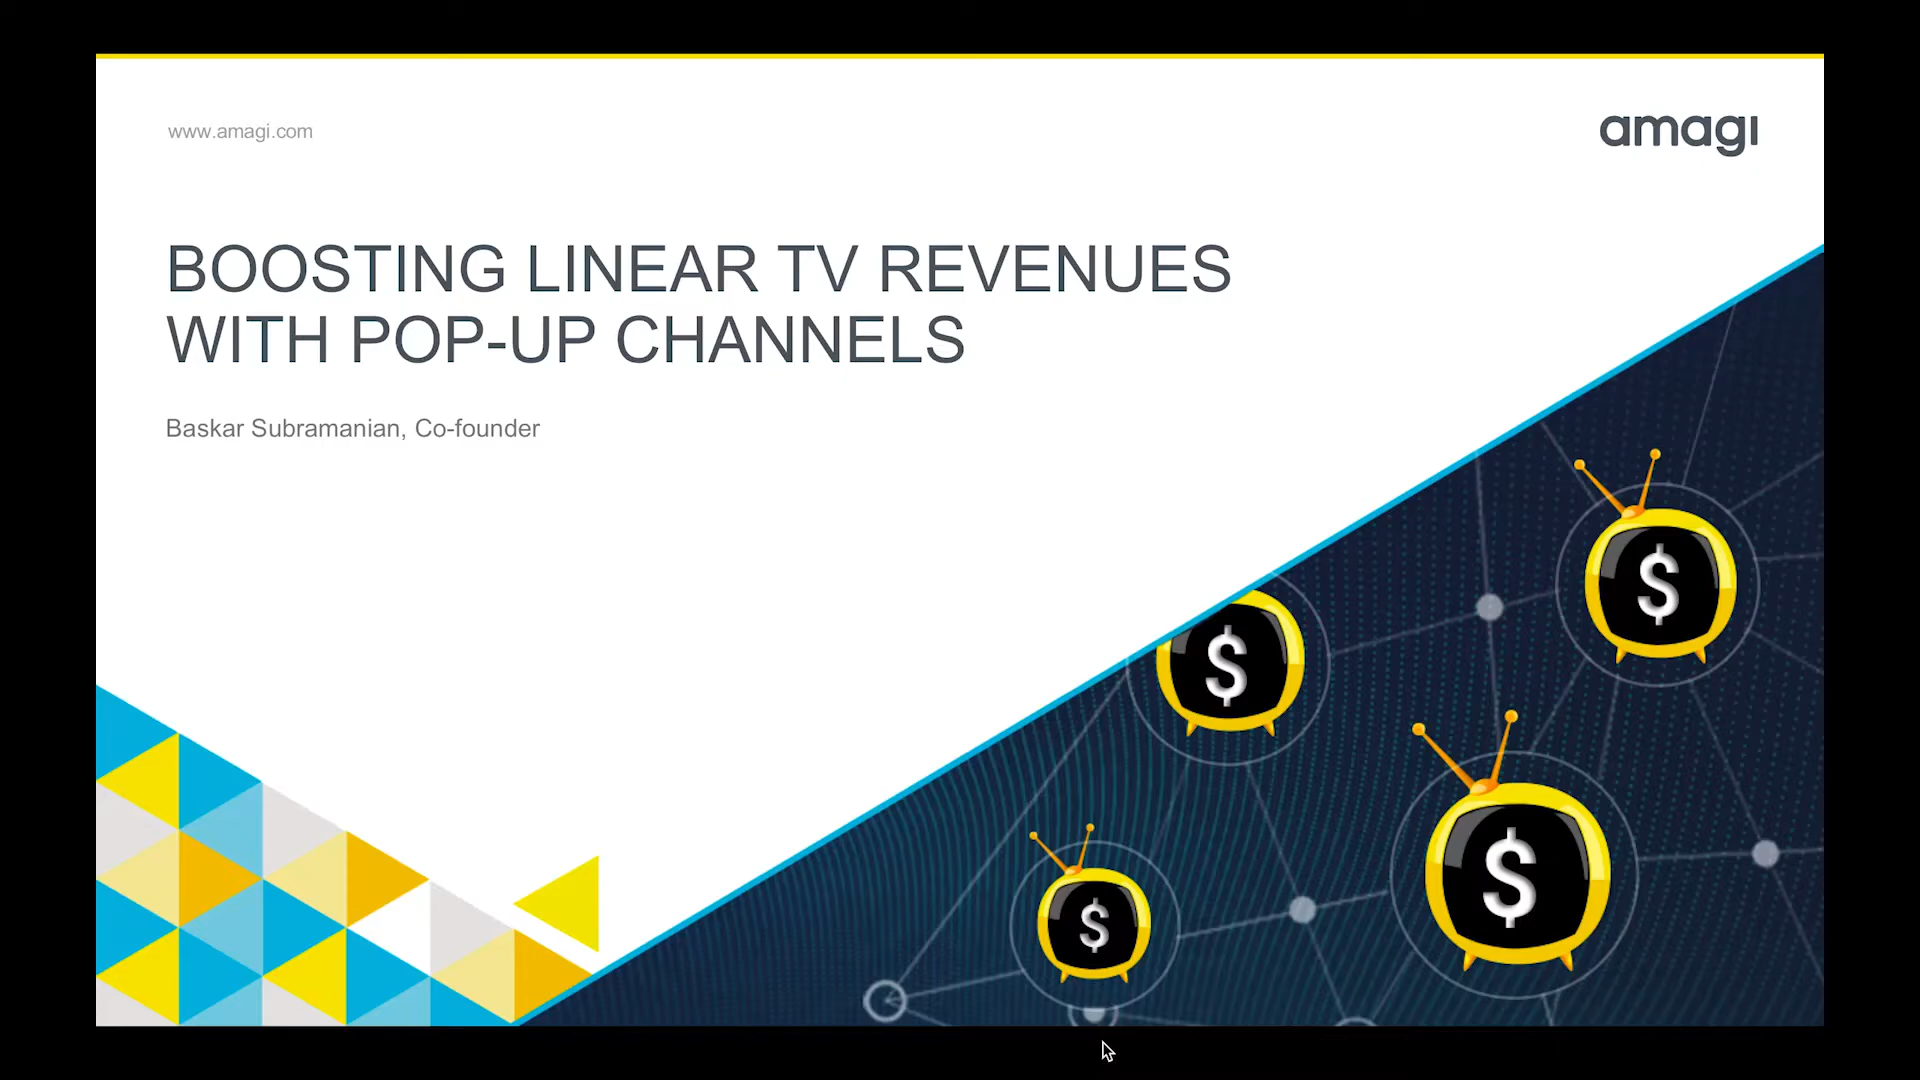 www.amagi.com
amagi
BOOSTING LINEAR TV REVENUES
WITH POP-UP CHANNELS
Baskar Subramanian, Co-founder
$
$
$
$